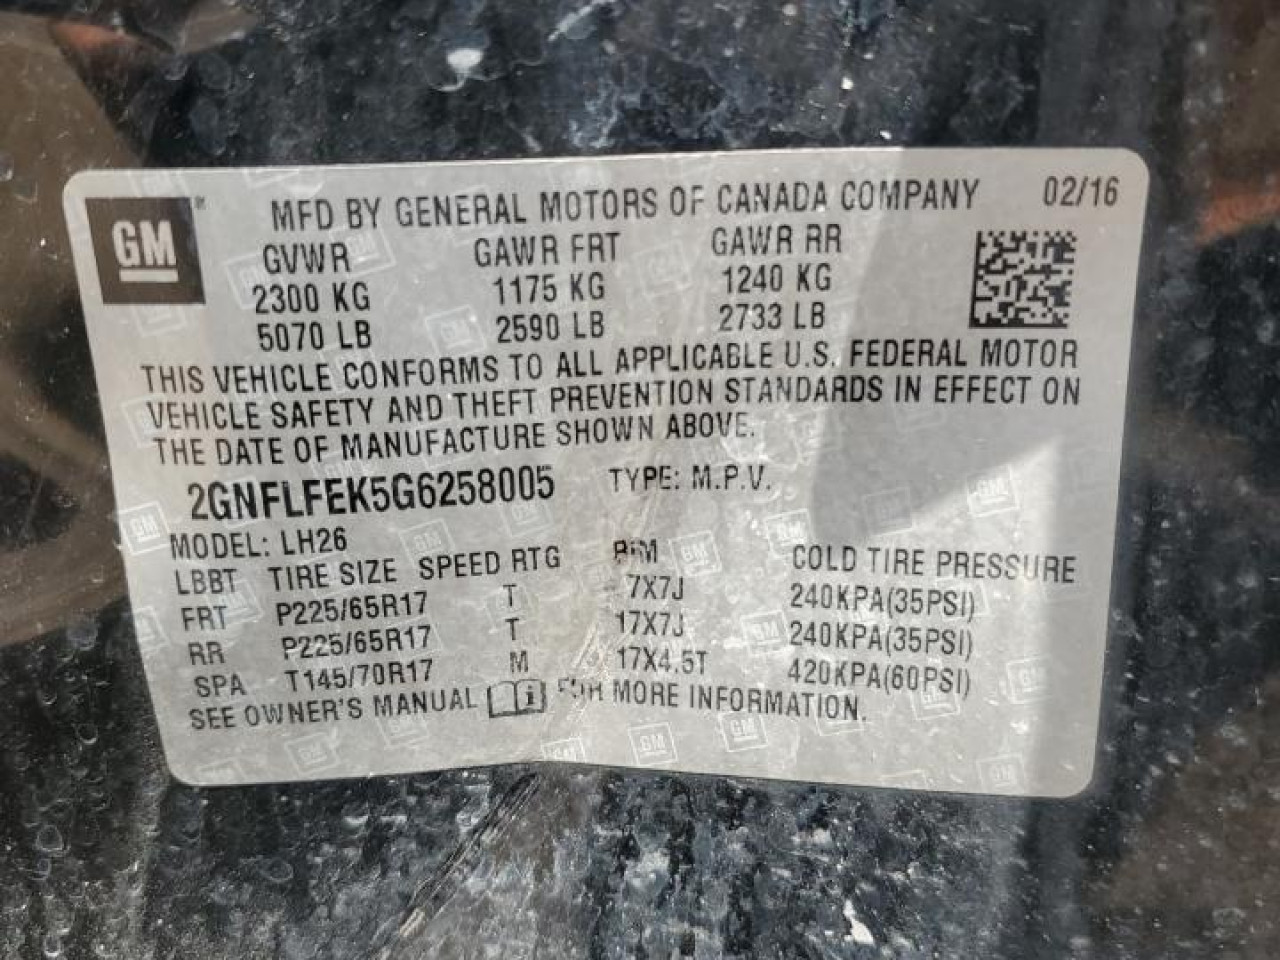 GM
MFD BY GENERAL MOTORS OF CANADA COMPANY 02/16
GVWR GAWR FRT GAWR RR
2300 KG 1175 KG 1240 KG
5070 LB 2590 LB 2733 LB
THIS VEHICLE CONFORMS TO ALL APPLICABLE U.S. FEDERAL MOTOR
VEHICLE SAFETY AND THEFT PREVENTION STANDARDS IN EFFECT ON
THE DATE OF MANUFACTURE SHOWN ABOVE.
2GNFLFEK5G6258005 TYPE: M.P.V.
MODEL: LH26
LBBT TIRE SIZE SPEED RTG RIM COLD TIRE PRESSURE
FRT P225/65R17 T 7X7J 240KPA(35PSI)
RR P225/65R17 T 17X7J 240KPA(35PSI)
SPA T145/70R17 M 17X4.5T 420KPA(60PSI)
SEE OWNER'S MANUAL FOR MORE INFORMATION.